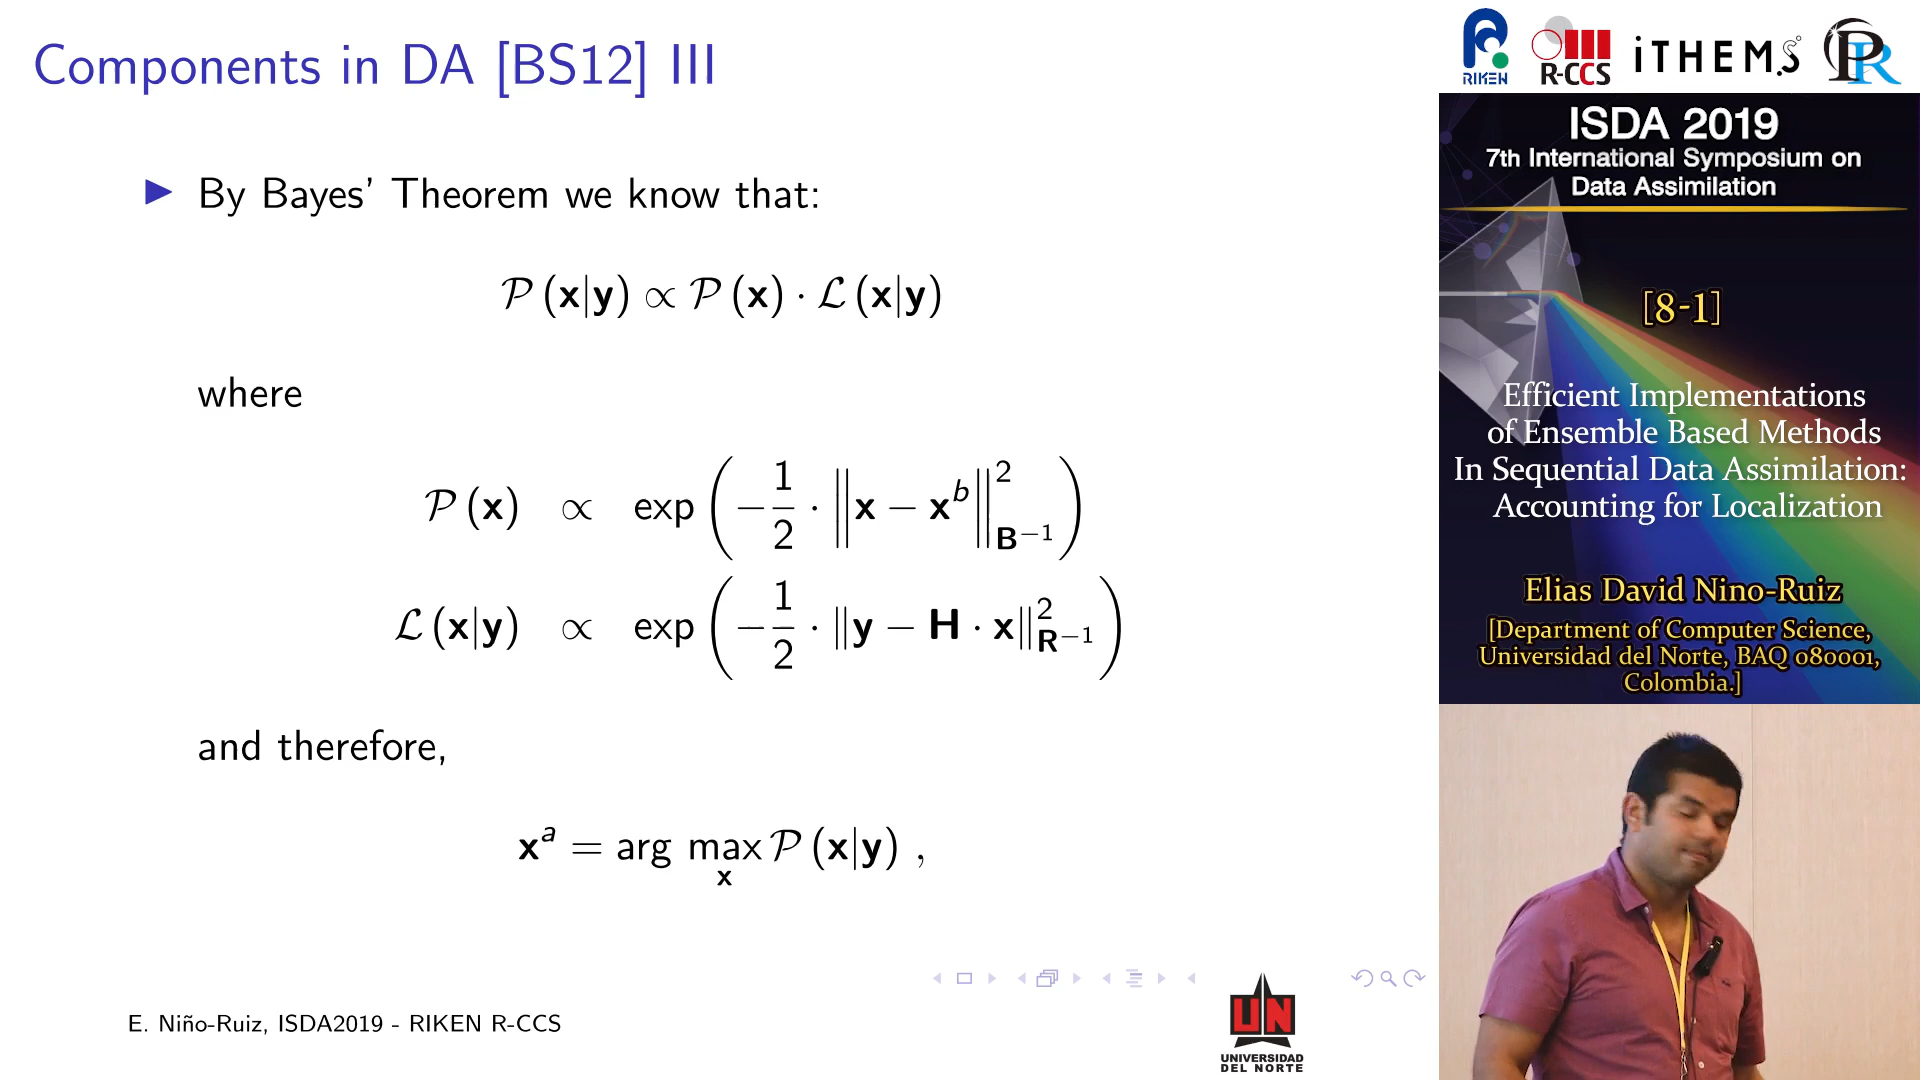 Components in DA [BS12] III
▶ By Bayes’ Theorem we know that:
𝒫 (x|y) ∝ 𝒫 (x) · ℒ (x|y)
where
𝒫 (x) ∝ exp ( −1/2 · ‖x − x^b‖²_{B^−1} )
ℒ (x|y) ∝ exp ( −1/2 · ‖y − H · x‖²_{R^−1} )
and therefore,
x^a = arg max_x 𝒫 (x|y) ,
E. Niño-Ruiz, ISDA2019 - RIKEN R-CCS
UN
UNIVERSIDAD
DEL NORTE
RIKEN
R-CCS
iTHEMS
PR
ISDA 2019
7th International Symposium on
Data Assimilation
[8-1]
Efficient Implementations
of Ensemble Based Methods
In Sequential Data Assimilation:
Accounting for Localization
Elias David Nino-Ruiz
[Department of Computer Science,
Universidad del Norte, BAQ 080001,
Colombia.]